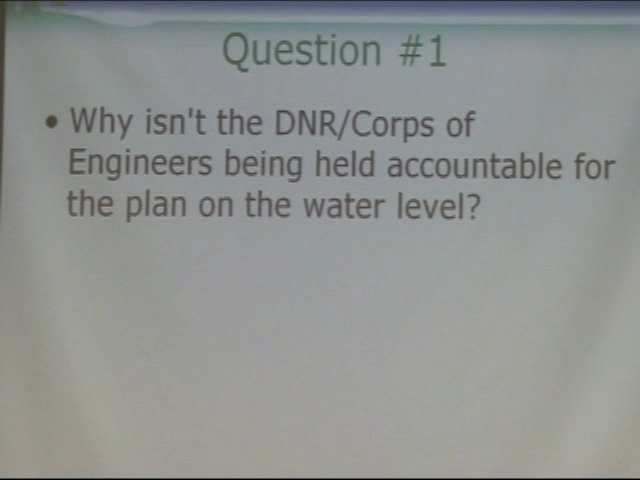 Question #1
• Why isn't the DNR/Corps of
Engineers being held accountable for
the plan on the water level?